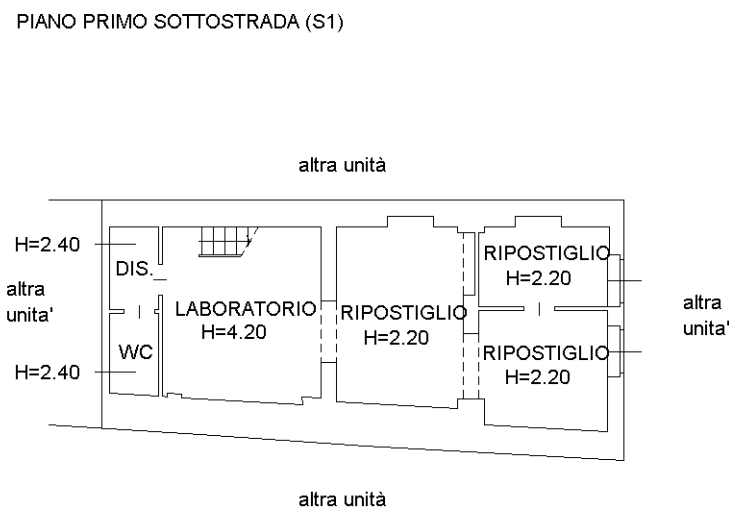 PIANO PRIMO SOTTOSTRADA (S1)
altra unità
H=2.40
DIS.
altra
unita'
LABORATORIO
H=4.20
WC
H=2.40
RIPOSTIGLIO
H=2.20
RIPOSTIGLIO
H=2.20
RIPOSTIGLIO
H=2.20
altra
unita'
altra unità